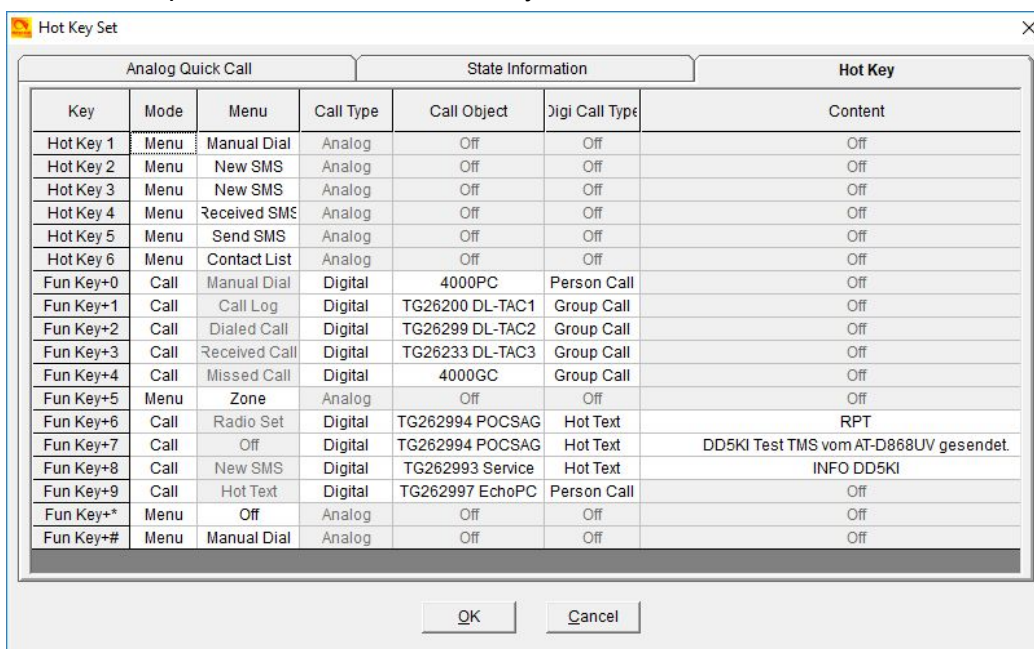 Hot Key Set
Analog Quick Call State Information Hot Key
Key Mode Menu Call Type Call Object Digi Call Type Content
Hot Key 1 Menu Manual Dial Analog Off Off Off
Hot Key 2 Menu New SMS Analog Off Off Off
Hot Key 3 Menu New SMS Analog Off Off Off
Hot Key 4 Menu Received SMS Analog Off Off Off
Hot Key 5 Menu Send SMS Analog Off Off Off
Hot Key 6 Menu Contact List Analog Off Off Off
Fun Key+0 Call Manual Dial Digital 4000PC Person Call Off
Fun Key+1 Call Call Log Digital TG26200 DL-TAC1 Group Call Off
Fun Key+2 Call Dialed Call Digital TG26299 DL-TAC2 Group Call Off
Fun Key+3 Call Received Call Digital TG26233 DL-TAC3 Group Call Off
Fun Key+4 Call Missed Call Digital 4000GC Group Call Off
Fun Key+5 Menu Zone Analog Off Off Off
Fun Key+6 Call Radio Set Digital TG262994 POCSAG Hot Text RPT
Fun Key+7 Call Off Digital TG262994 POCSAG Hot Text DD5KI Test TMS vom AT-D868UV gesendet.
Fun Key+8 Call New SMS Digital TG262993 Service Hot Text INFO DD5KI
Fun Key+9 Call Hot Text Digital TG262997 EchoPC Person Call Off
Fun Key+* Menu Off Analog Off Off Off
Fun Key+# Menu Manual Dial Analog Off Off Off
OK Cancel